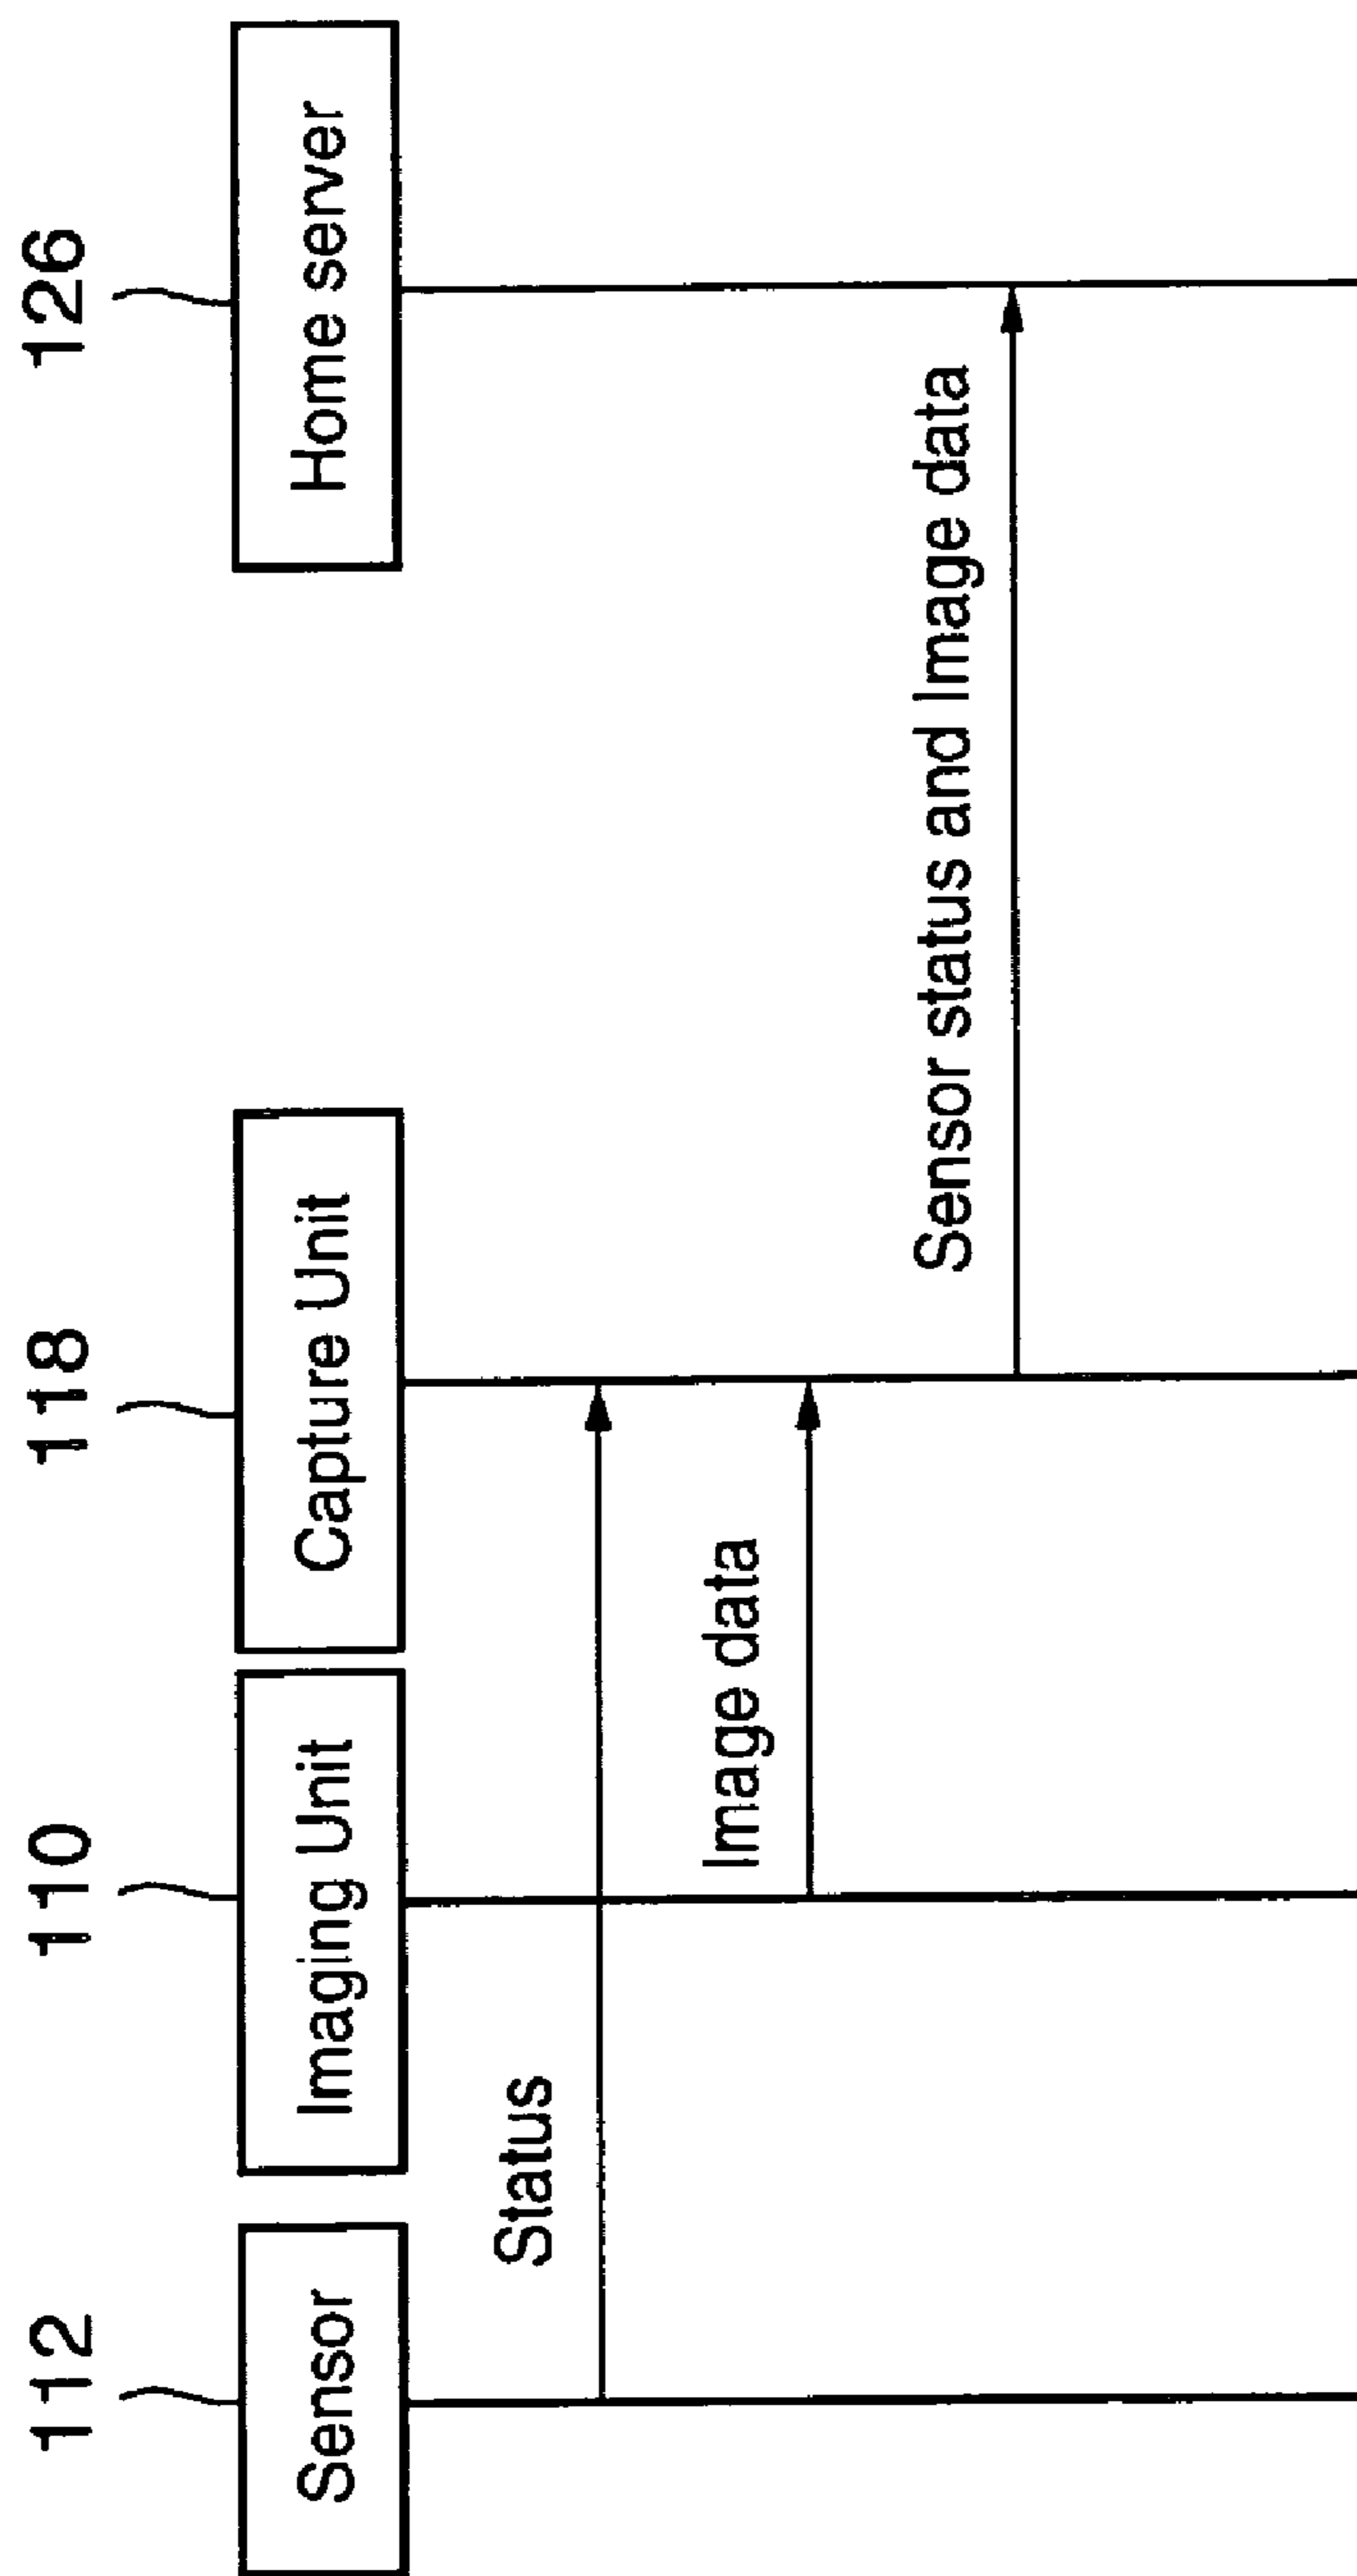 112
110
118
126
Sensor
Imaging Unit
Capture Unit
Home server
Status
Image data
Sensor status and Image data